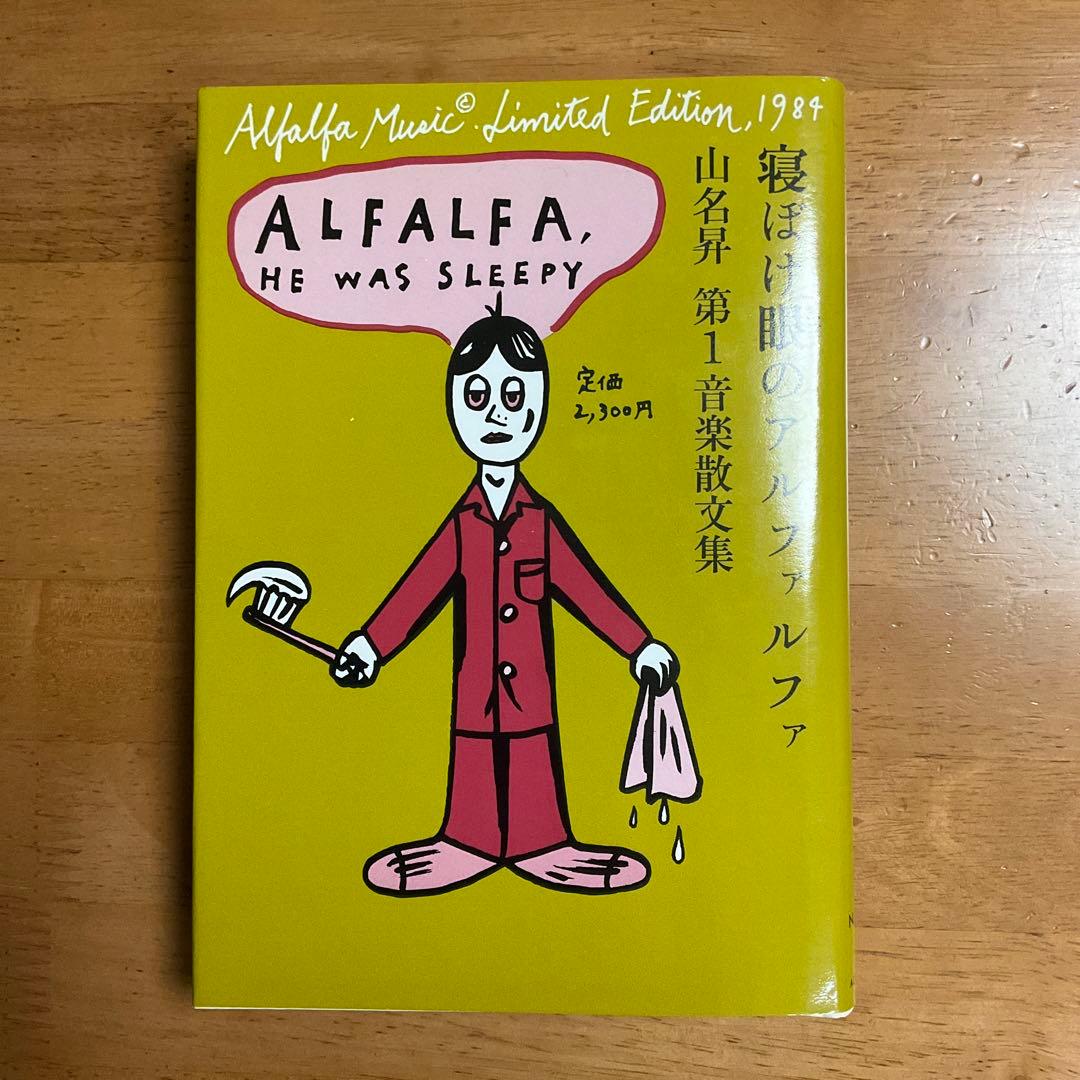 Alfalfa Music©. Limited Edition, 1984
ALFALFA,
HE WAS SLEEPY
寝ぼけ眼のアルファルファ
山名昇 第1音楽散文集
定価
2,300円